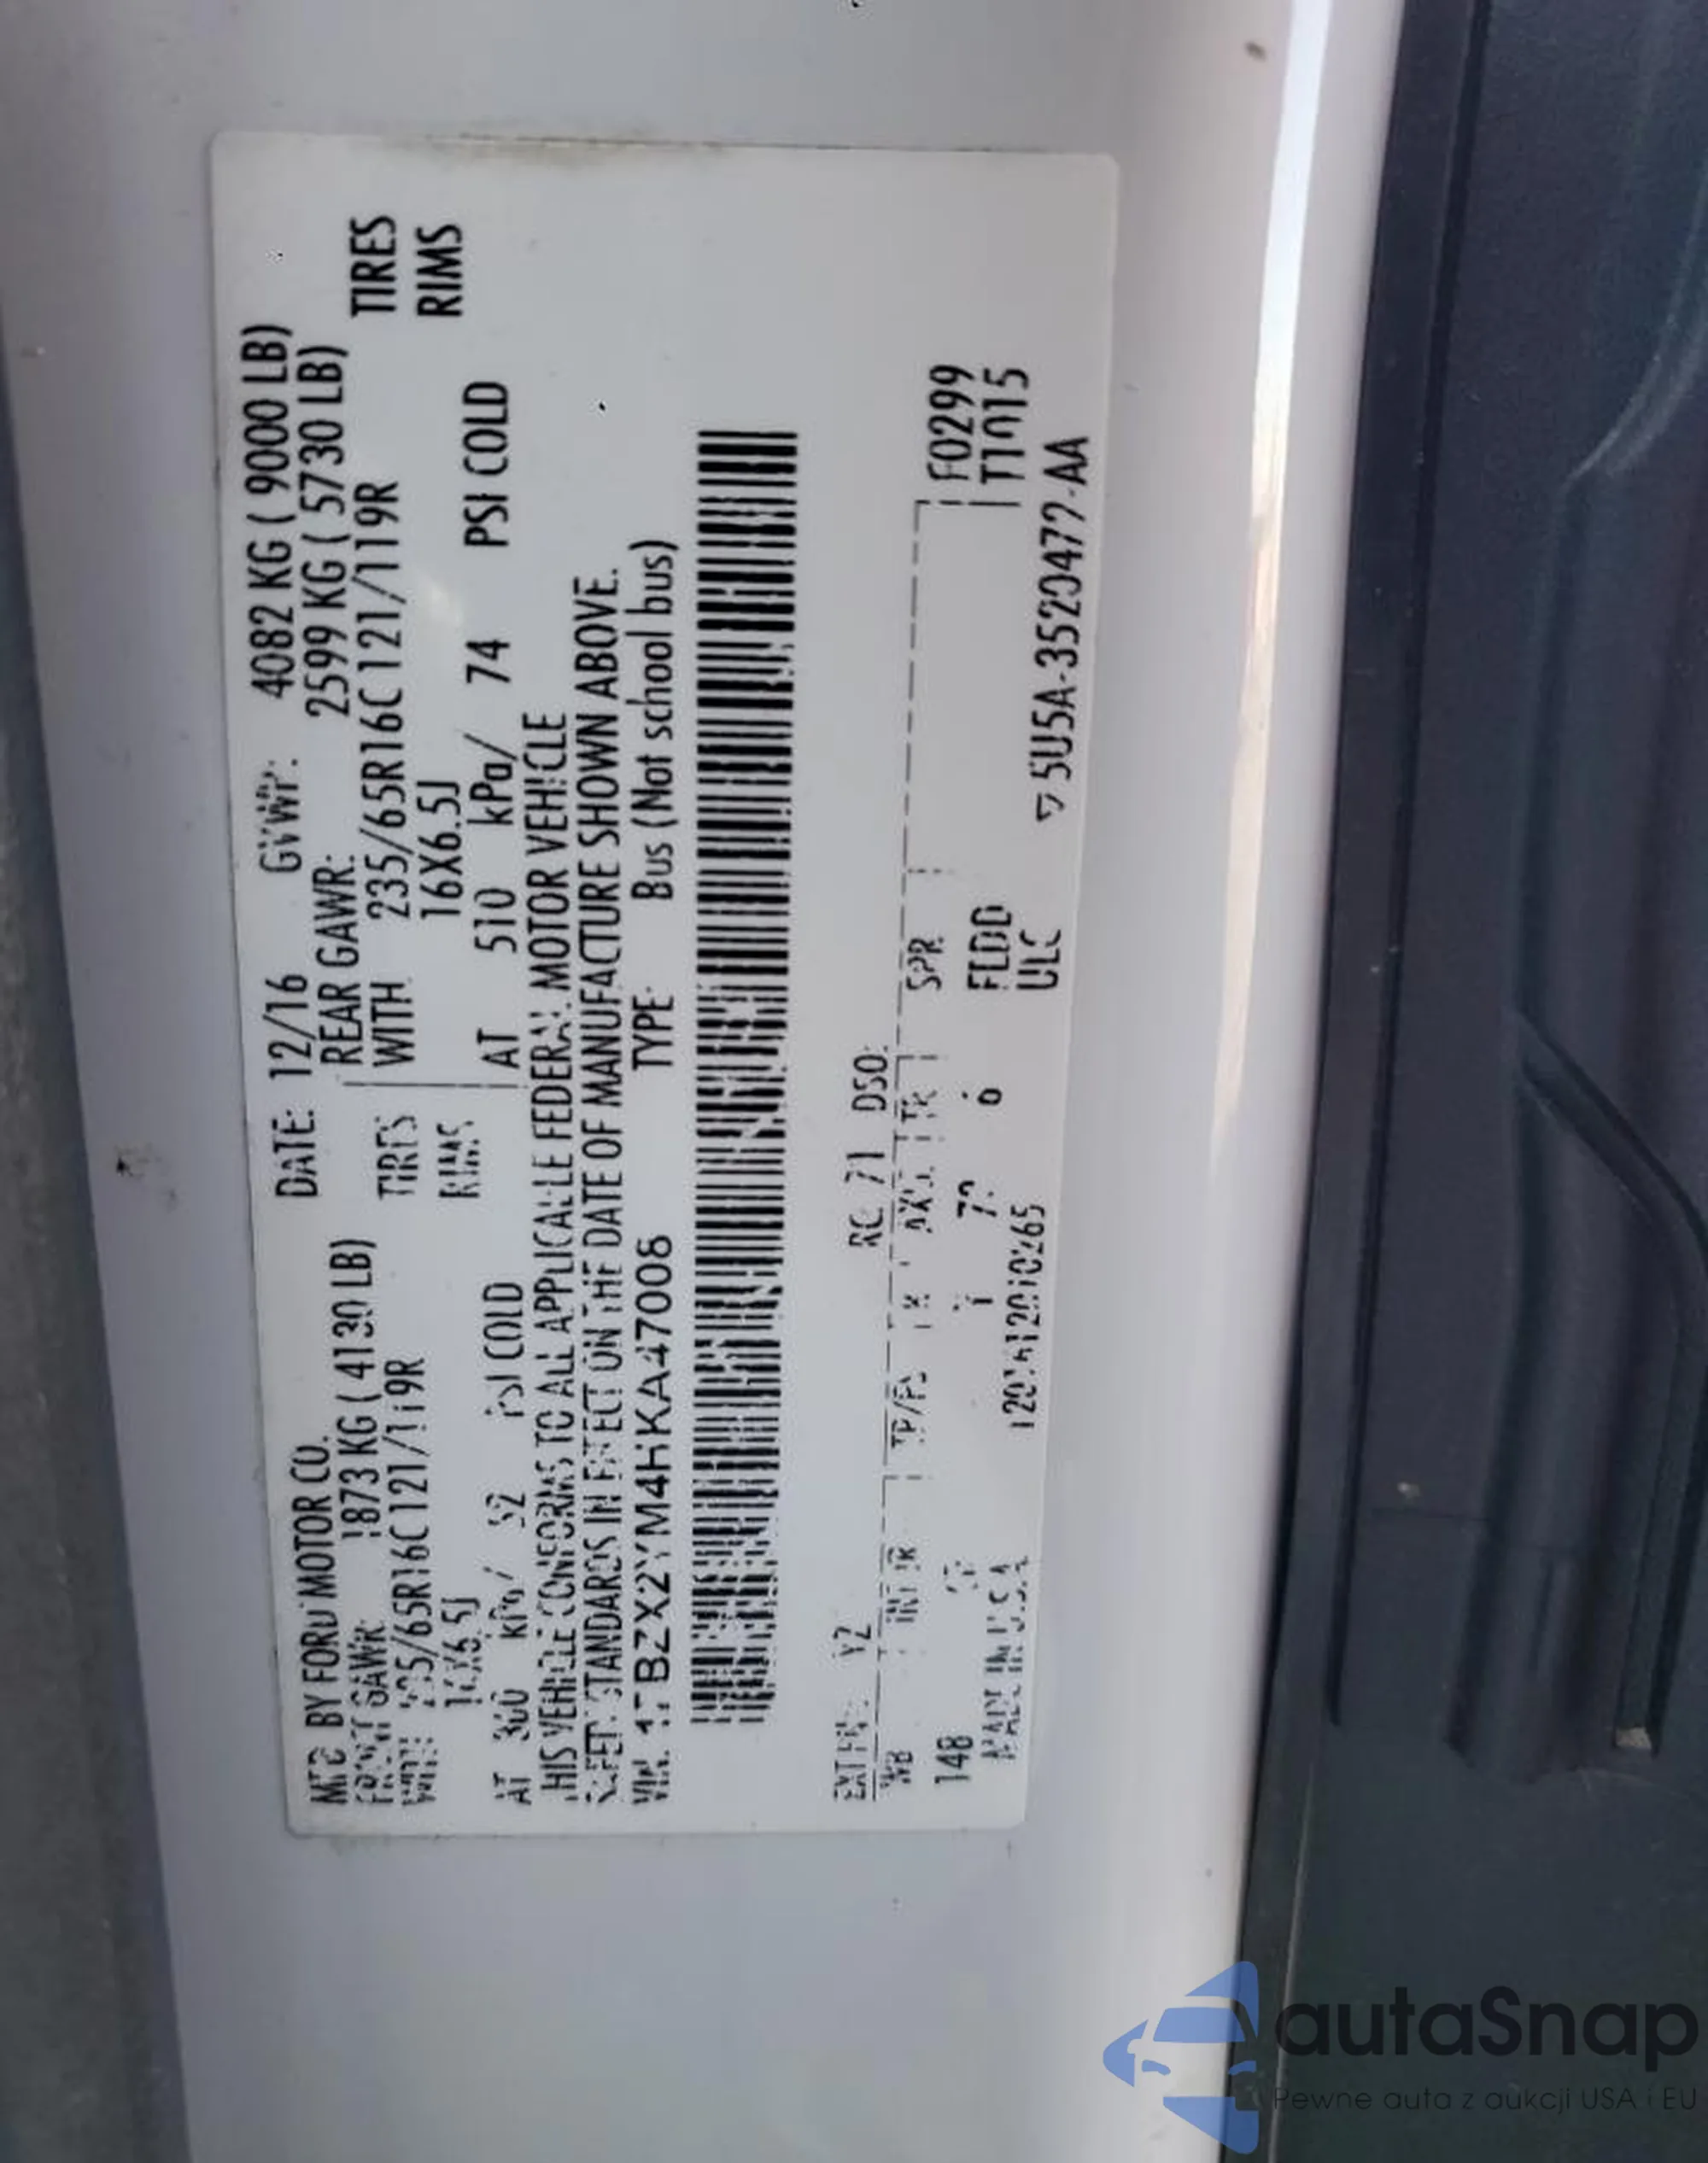 MFD BY FORD MOTOR CO. DATE: 12/16 GVWR: 4082 KG ( 9000 LB)
FRONT GAWR: 1873 KG ( 4130 LB) REAR GAWR: 2599 KG ( 5730 LB)
WITH 235/65R16C 121/119R TIRES WITH 235/65R16C 121/119R TIRES
16X6.5J RIMS 16X6.5J RIMS
AT 360 kPa/ 52 PSI COLD AT 510 kPa/ 74 PSI COLD
THIS VEHICLE CONFORMS TO ALL APPLICABLE FEDERAL MOTOR VEHICLE
SAFETY STANDARDS IN EFFECT ON THE DATE OF MANUFACTURE SHOWN ABOVE.
VIN: TYPE: Bus (Not school bus)
EXT PNT: YZ RC: 71 DSO:
WB INT TR TP/PS R AXLE TR SPR F0299
148 6 FLDD T1015
MADE IN U.S.A. ULC
▽ 5U5A-3520472-AA
autaSnap
Pewne auta z aukcji USA i EU